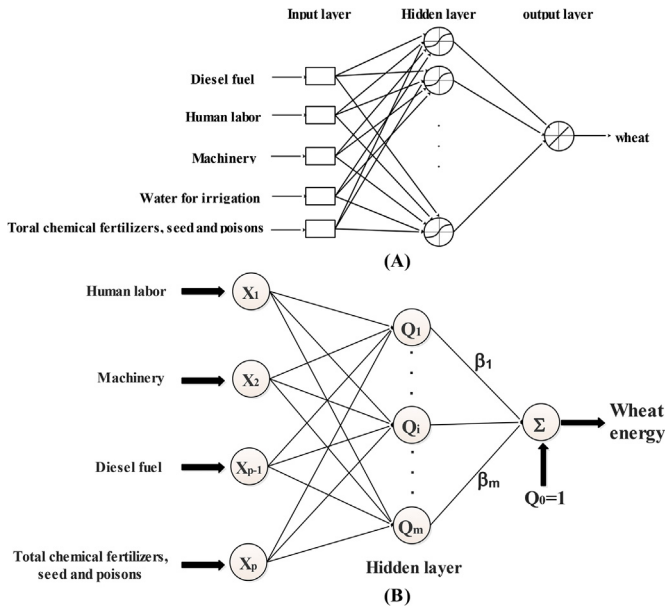 Input layer Hidden layer output layer
Diesel fuel
Human labor
Machinery
Water for irrigation
Toral chemical fertilizers, seed and poisons
wheat
(A)
Human labor
X1
Machinery
X2
Diesel fuel
Xp-1
Total chemical fertilizers,
seed and poisons
Xp
Q1
Qi
Qm
Hidden layer
β1
βm
Σ
Q0=1
Wheat
energy
(B)